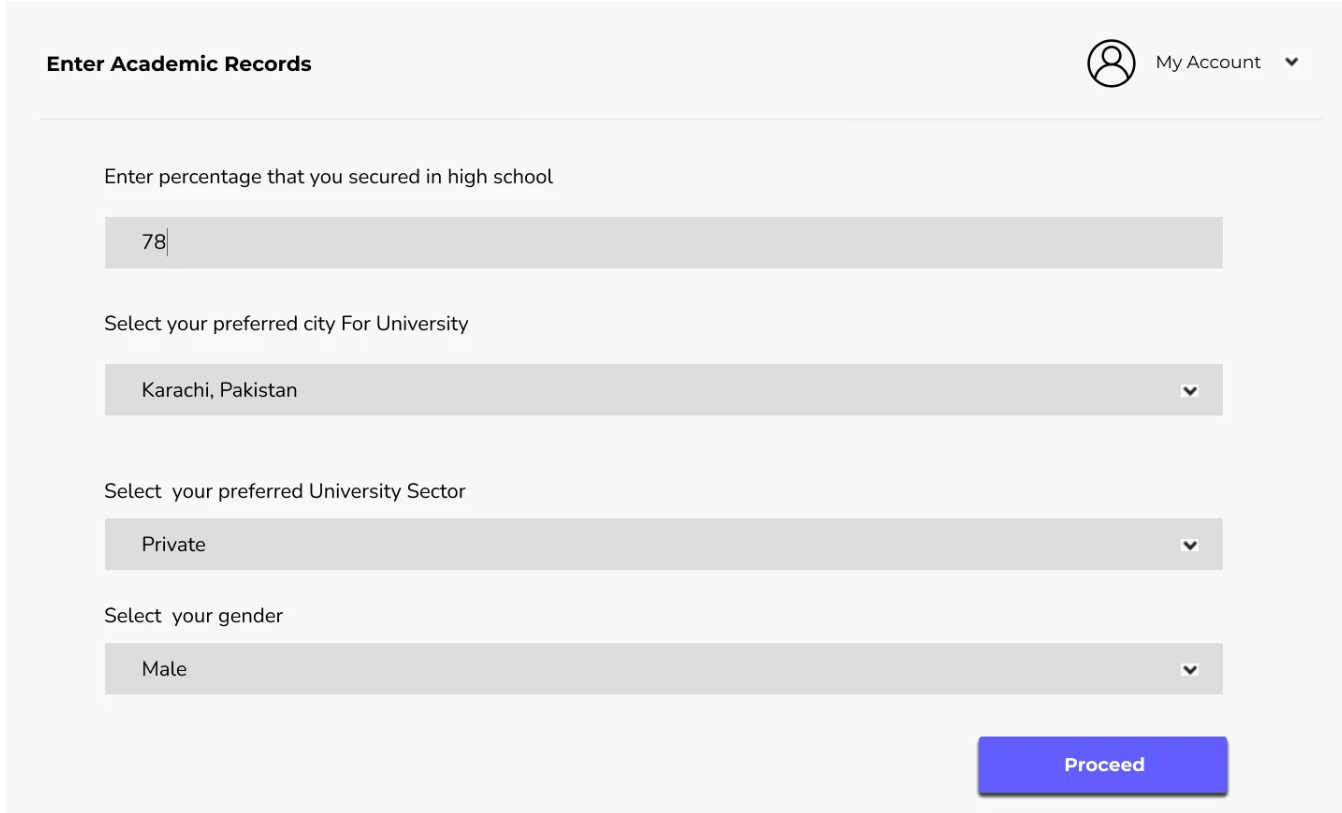 Enter Academic Records
My Account
Enter percentage that you secured in high school
78
Select your preferred city For University
Karachi, Pakistan
Select  your preferred University Sector
Private
Select  your gender
Male
Proceed